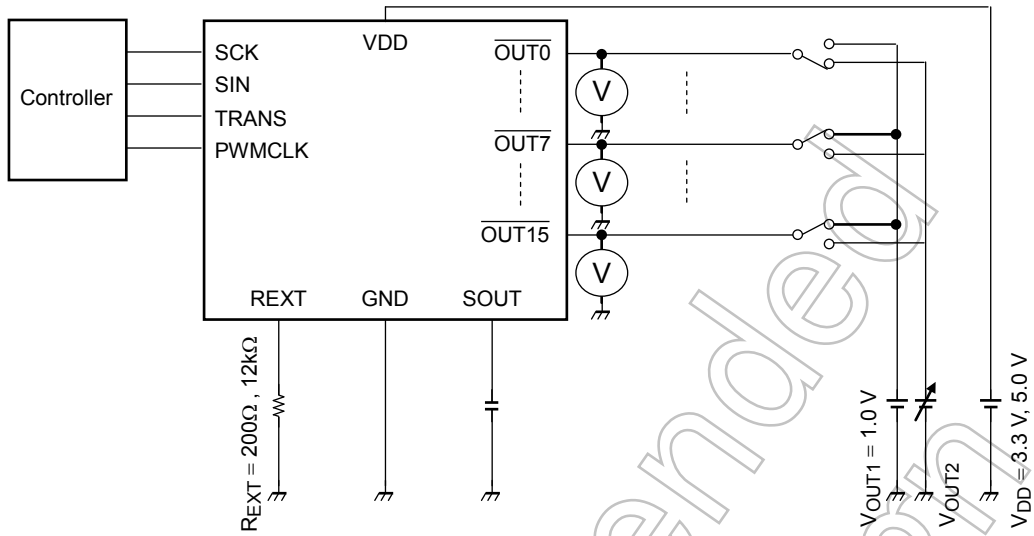 Controller
SCK
SIN
TRANS
PWMCLK
VDD
OUT0
OUT7
OUT15
REXT
GND
SOUT
V
V
V
REXT = 200Ω , 12kΩ
VOUT1 = 1.0 V
VOUT2
VDD = 3.3 V, 5.0 V
ended